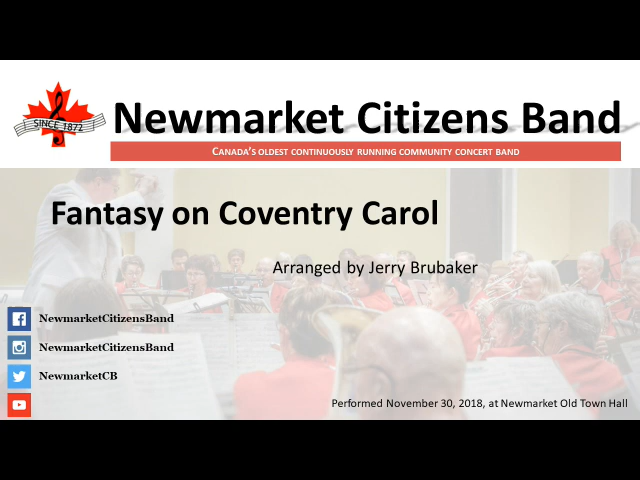 SINCE 1872
Newmarket Citizens Band
CANADA'S OLDEST CONTINUOUSLY RUNNING COMMUNITY CONCERT BAND
Fantasy on Coventry Carol
Arranged by Jerry Brubaker
NewmarketCitizensBand
NewmarketCitizensBand
NewmarketCB
Performed November 30, 2018, at Newmarket Old Town Hall